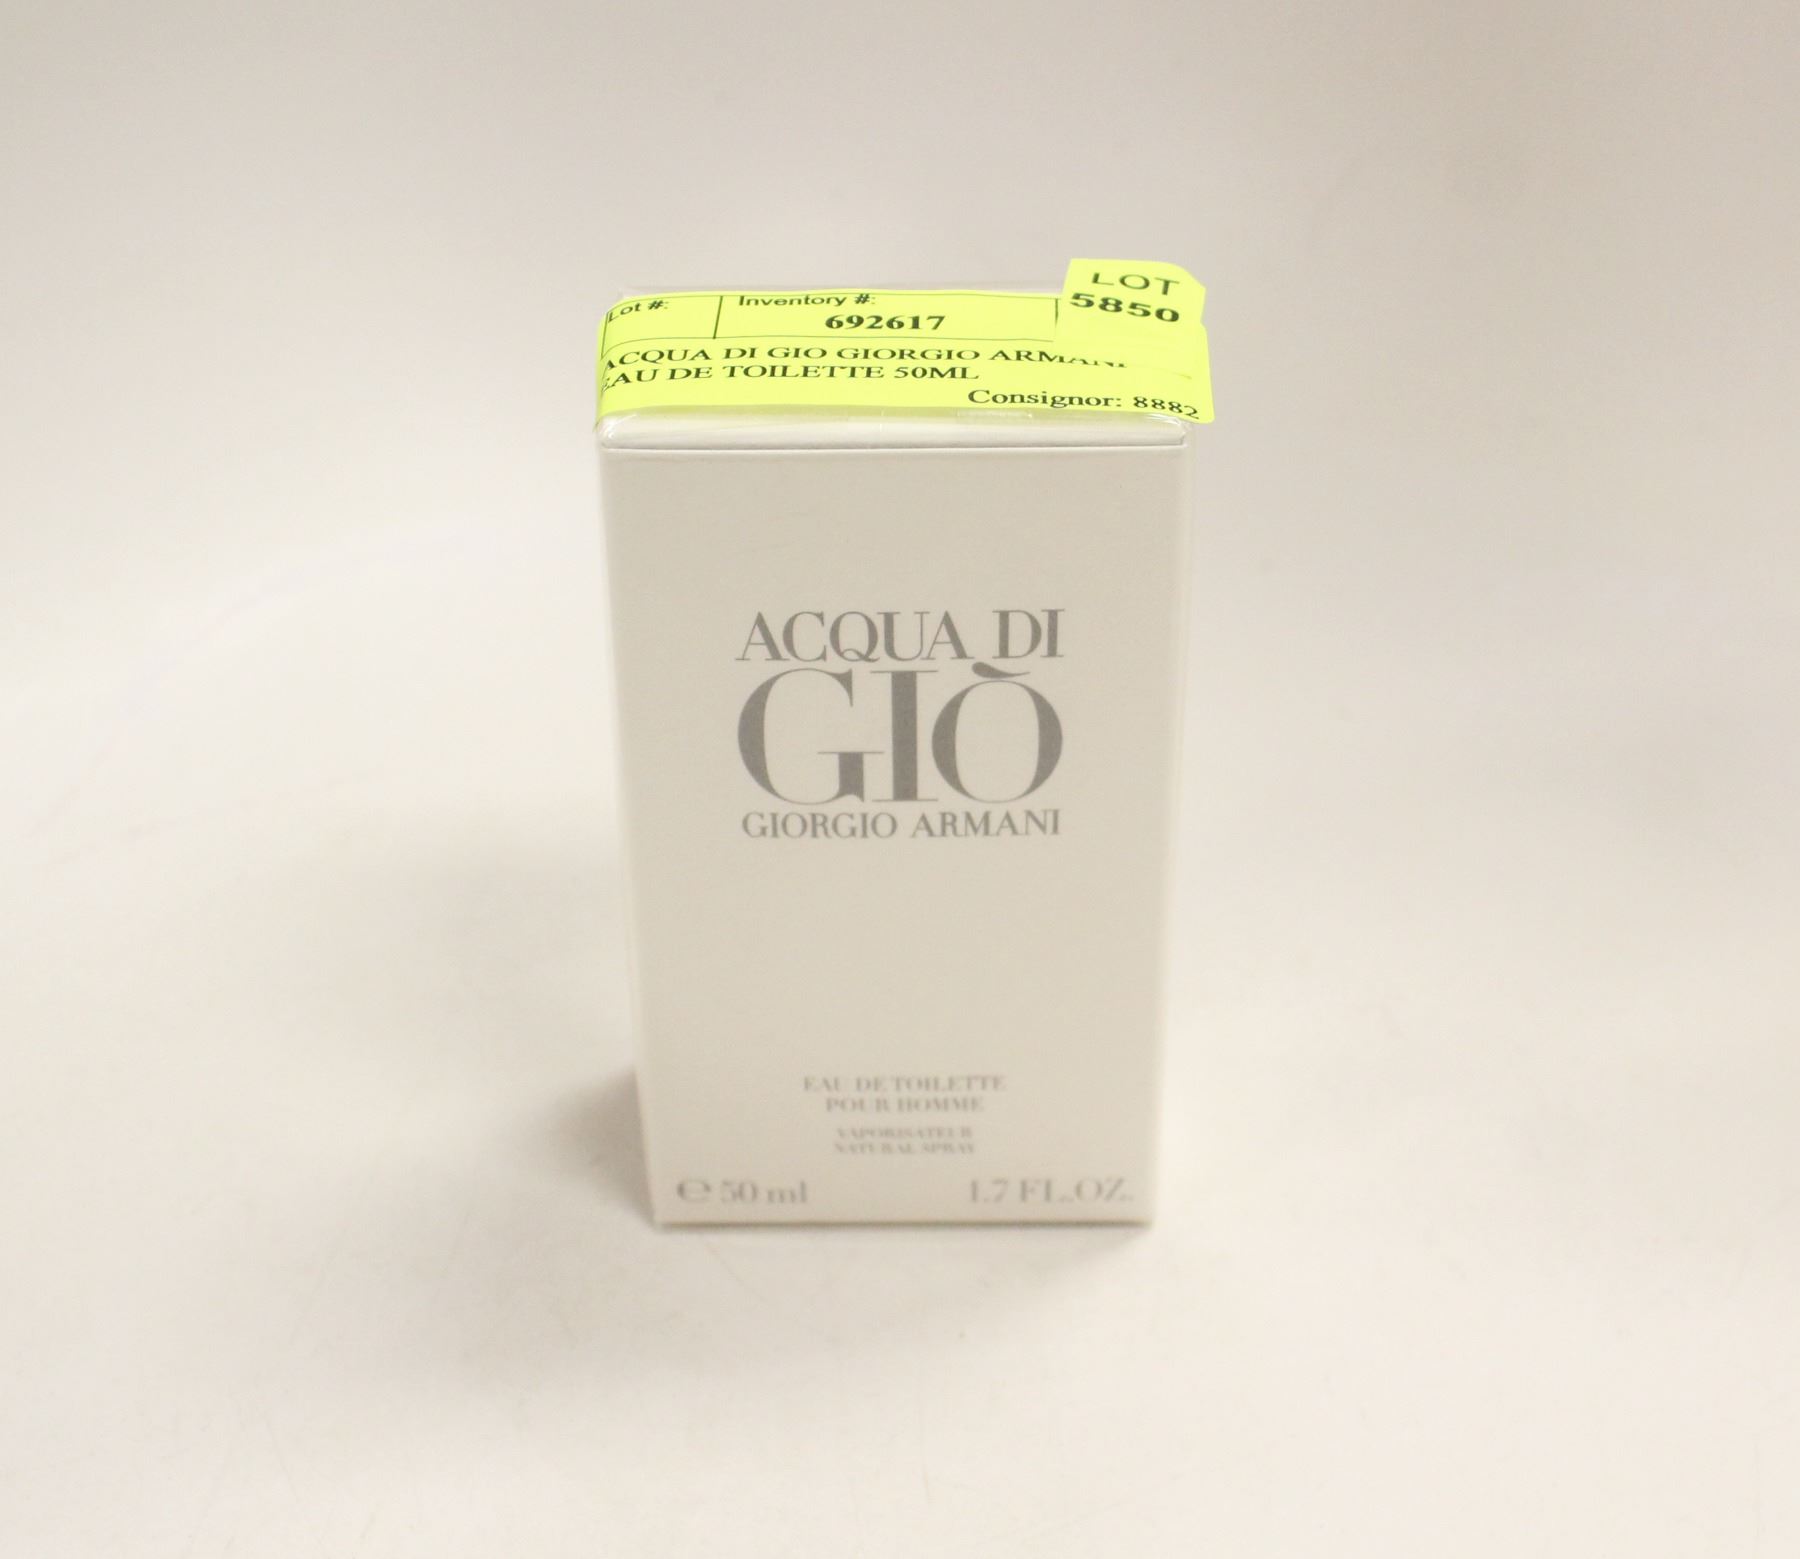 LOT
5850
Lot #:
Inventory #:
692617
ACQUA DI GIO GIORGIO ARMANI
EAU DE TOILETTE 50ML
Consignor: 8882
ACQUA DI
GIÒ
GIORGIO ARMANI
EAU DE TOILETTE
POUR HOMME
VAPORISATEUR
NATURAL SPRAY
℮ 50 ml 1.7 FL.OZ.